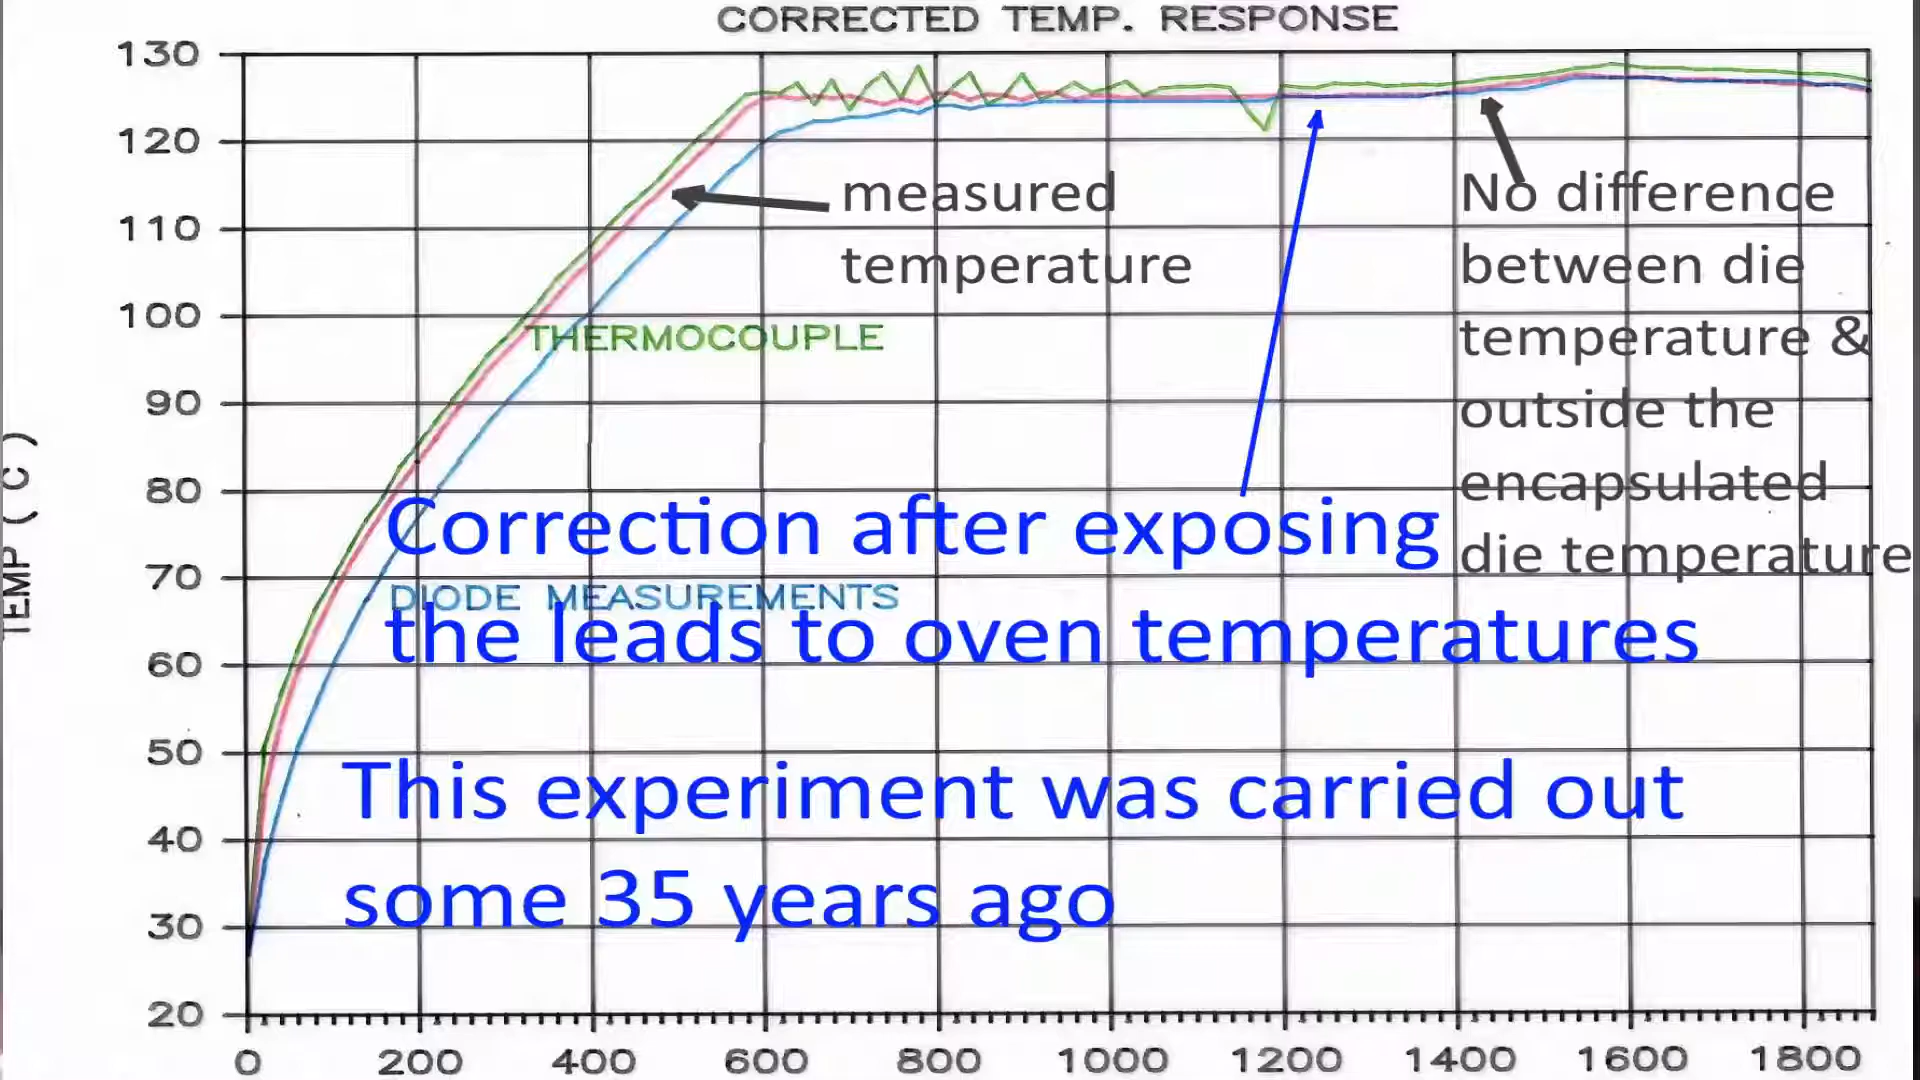 CORRECTED TEMP. RESPONSE
130
120
110
100
90
80
70
60
50
40
30
20
TEMP ( C )
measured
temperature
THERMOCOUPLE
No difference
between die
temperature &
outside the
encapsulated
die temperature
Correction after exposing
DIODE MEASUREMENTS
the leads to oven temperatures
This experiment was carried out
some 35 years ago
0 200 400 600 800 1000 1200 1400 1600 1800